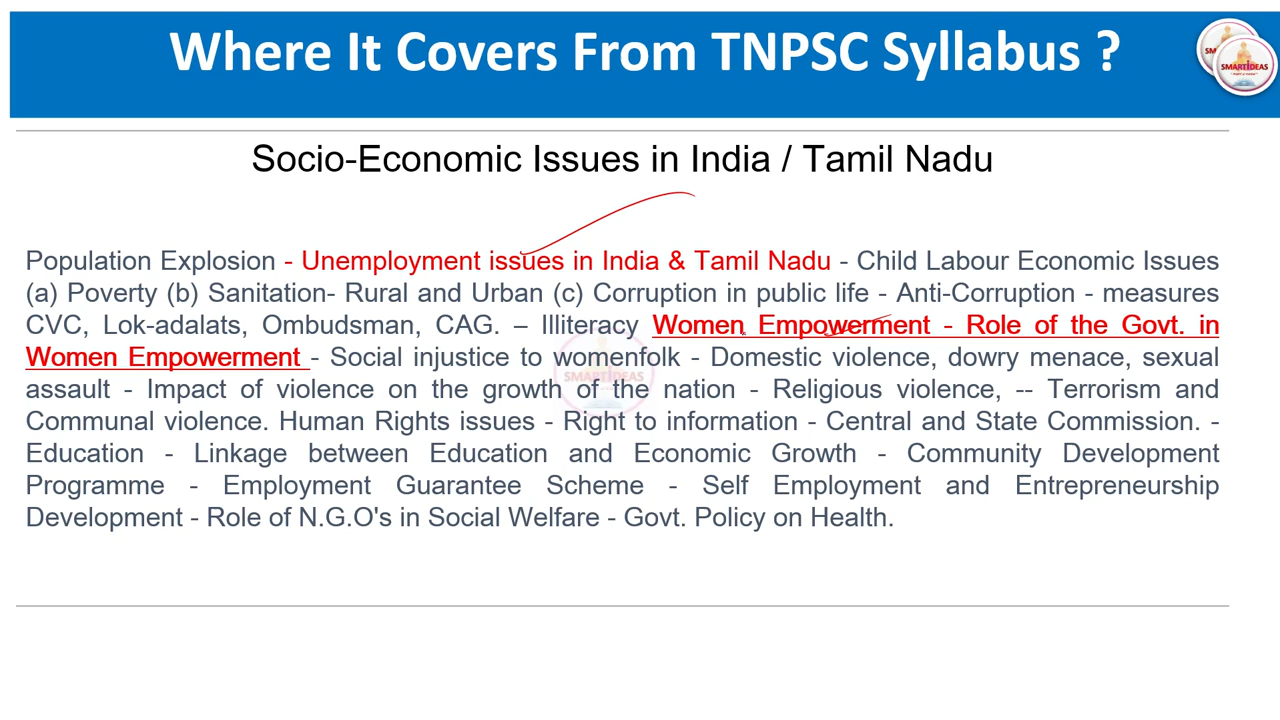 Where It Covers From TNPSC Syllabus ?
SMARTIDEAS
Socio-Economic Issues in India / Tamil Nadu
Population Explosion - Unemployment issues in India & Tamil Nadu - Child Labour Economic Issues
(a) Poverty (b) Sanitation- Rural and Urban (c) Corruption in public life - Anti-Corruption - measures
CVC, Lok-adalats, Ombudsman, CAG. – Illiteracy Women Empowerment - Role of the Govt. in
Women Empowerment - Social injustice to womenfolk - Domestic violence, dowry menace, sexual
assault - Impact of violence on the growth of the nation - Religious violence, -- Terrorism and
Communal violence. Human Rights issues - Right to information - Central and State Commission. -
Education - Linkage between Education and Economic Growth - Community Development
Programme - Employment Guarantee Scheme - Self Employment and Entrepreneurship
Development - Role of N.G.O's in Social Welfare - Govt. Policy on Health.
SMARTIDEAS